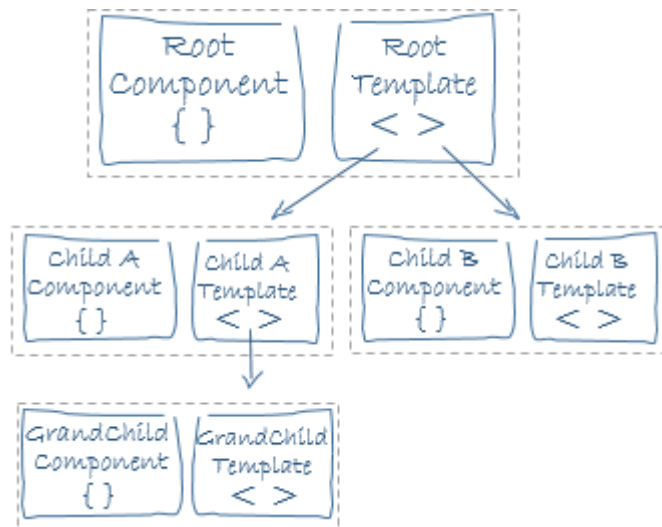 Root
Component
{ }
Root
Template
< >
Child A
Component
{ }
Child A
Template
< >
Child B
Component
{ }
Child B
Template
< >
GrandChild
Component
{ }
GrandChild
Template
< >